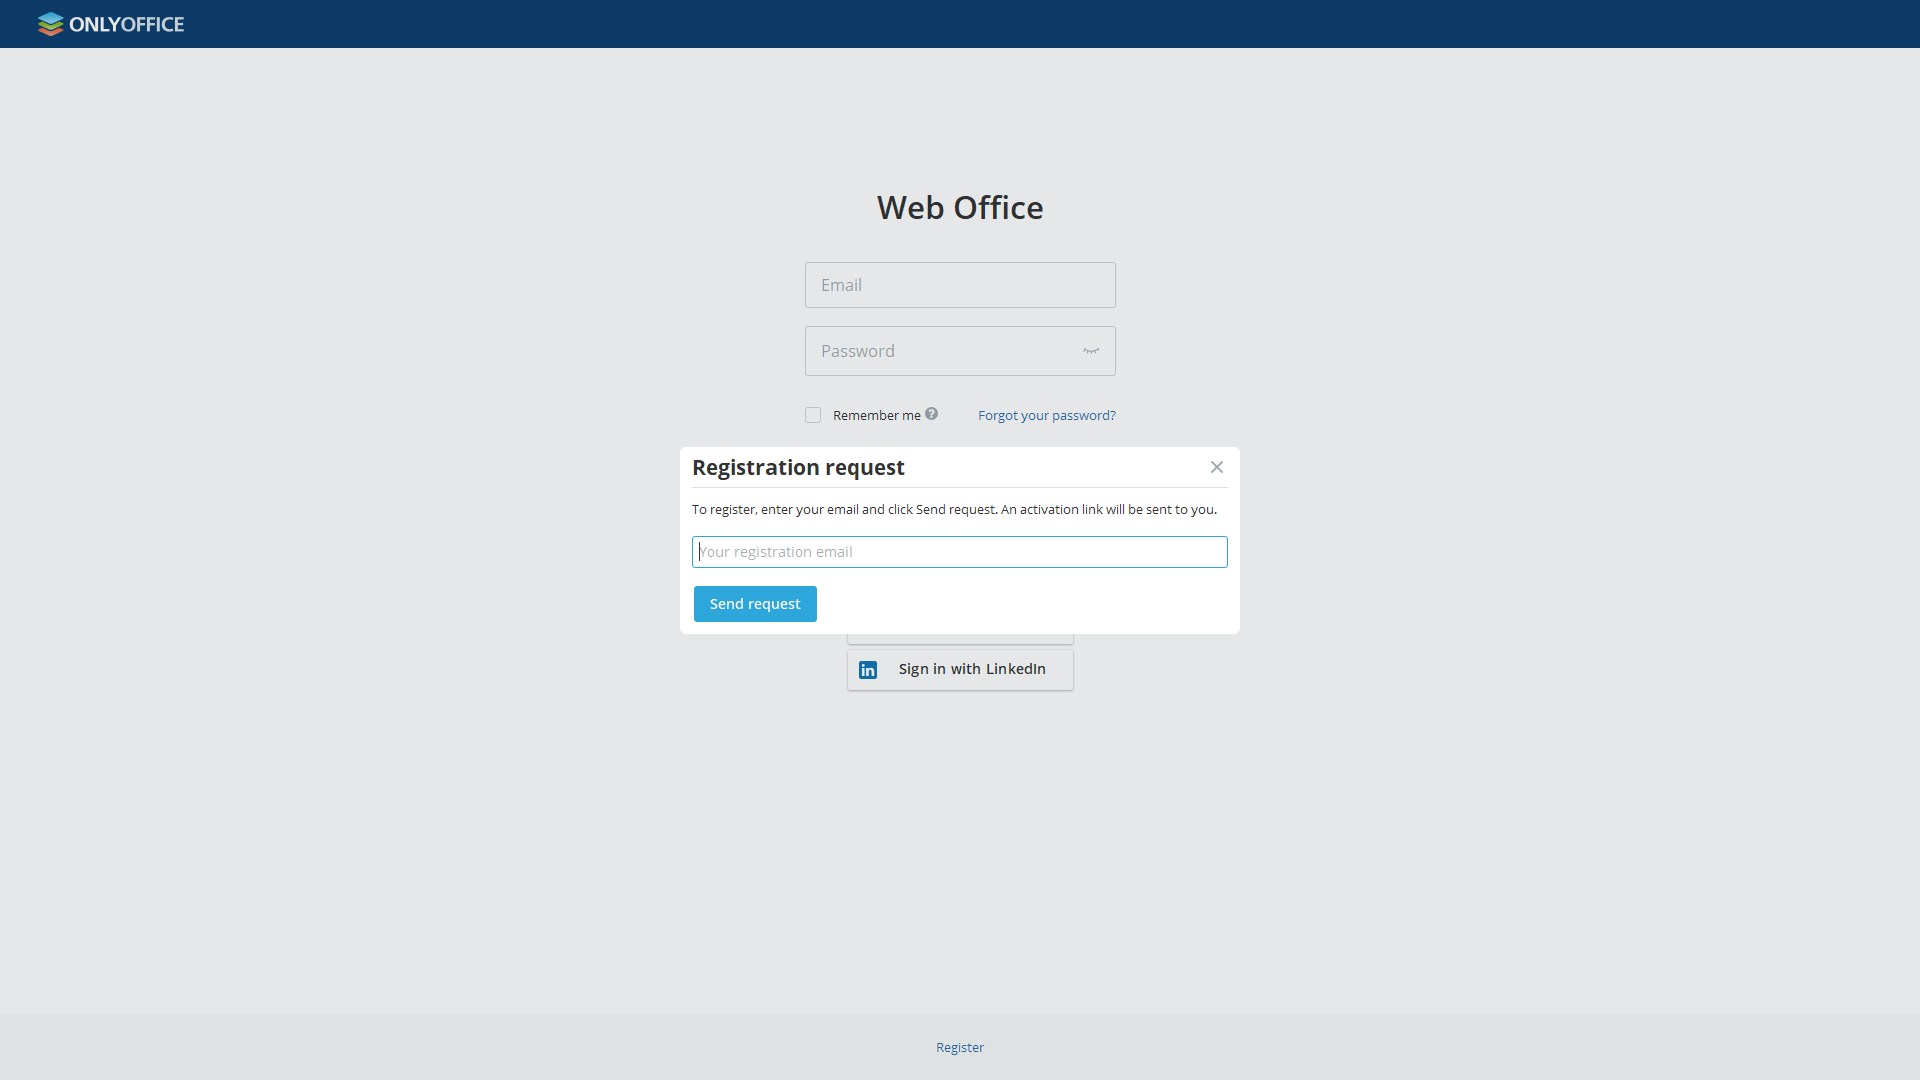 ONLYOFFICE
Web Office
Email
Password
Remember me
Forgot your password?
Registration request
To register, enter your email and click Send request. An activation link will be sent to you.
Your registration email
Send request
Sign in with LinkedIn
Register